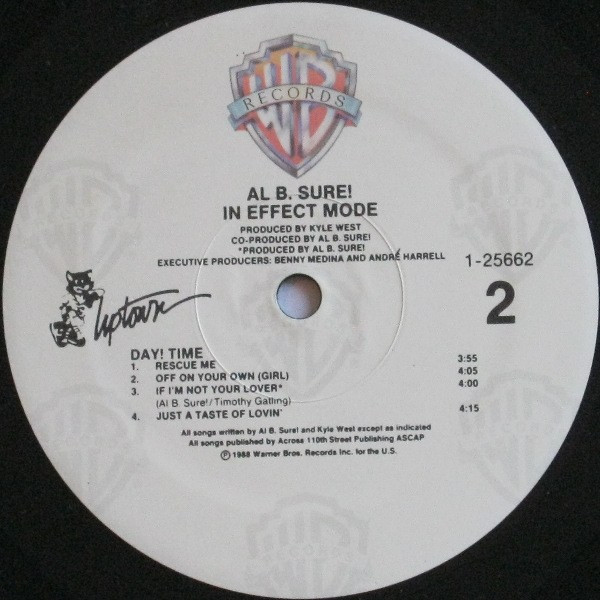 WB
RECORDS
AL B. SURE!
IN EFFECT MODE
PRODUCED BY KYLE WEST
CO-PRODUCED BY AL B. SURE!
*PRODUCED BY AL B. SURE!
EXECUTIVE PRODUCERS: BENNY MEDINA AND ANDRÉ HARRELL
1-25662
2
Uptown
DAY! TIME
1. RESCUE ME 3:55
2. OFF ON YOUR OWN (GIRL) 4:05
3. IF I'M NOT YOUR LOVER* 4:00
(Al B. Sure!/Timothy Gatling)
4. JUST A TASTE OF LOVIN' 4:15
All songs written by Al B. Sure! and Kyle West except as indicated
All songs published by Across 110th Street Publishing ASCAP
℗ 1988 Warner Bros. Records Inc. for the U.S.